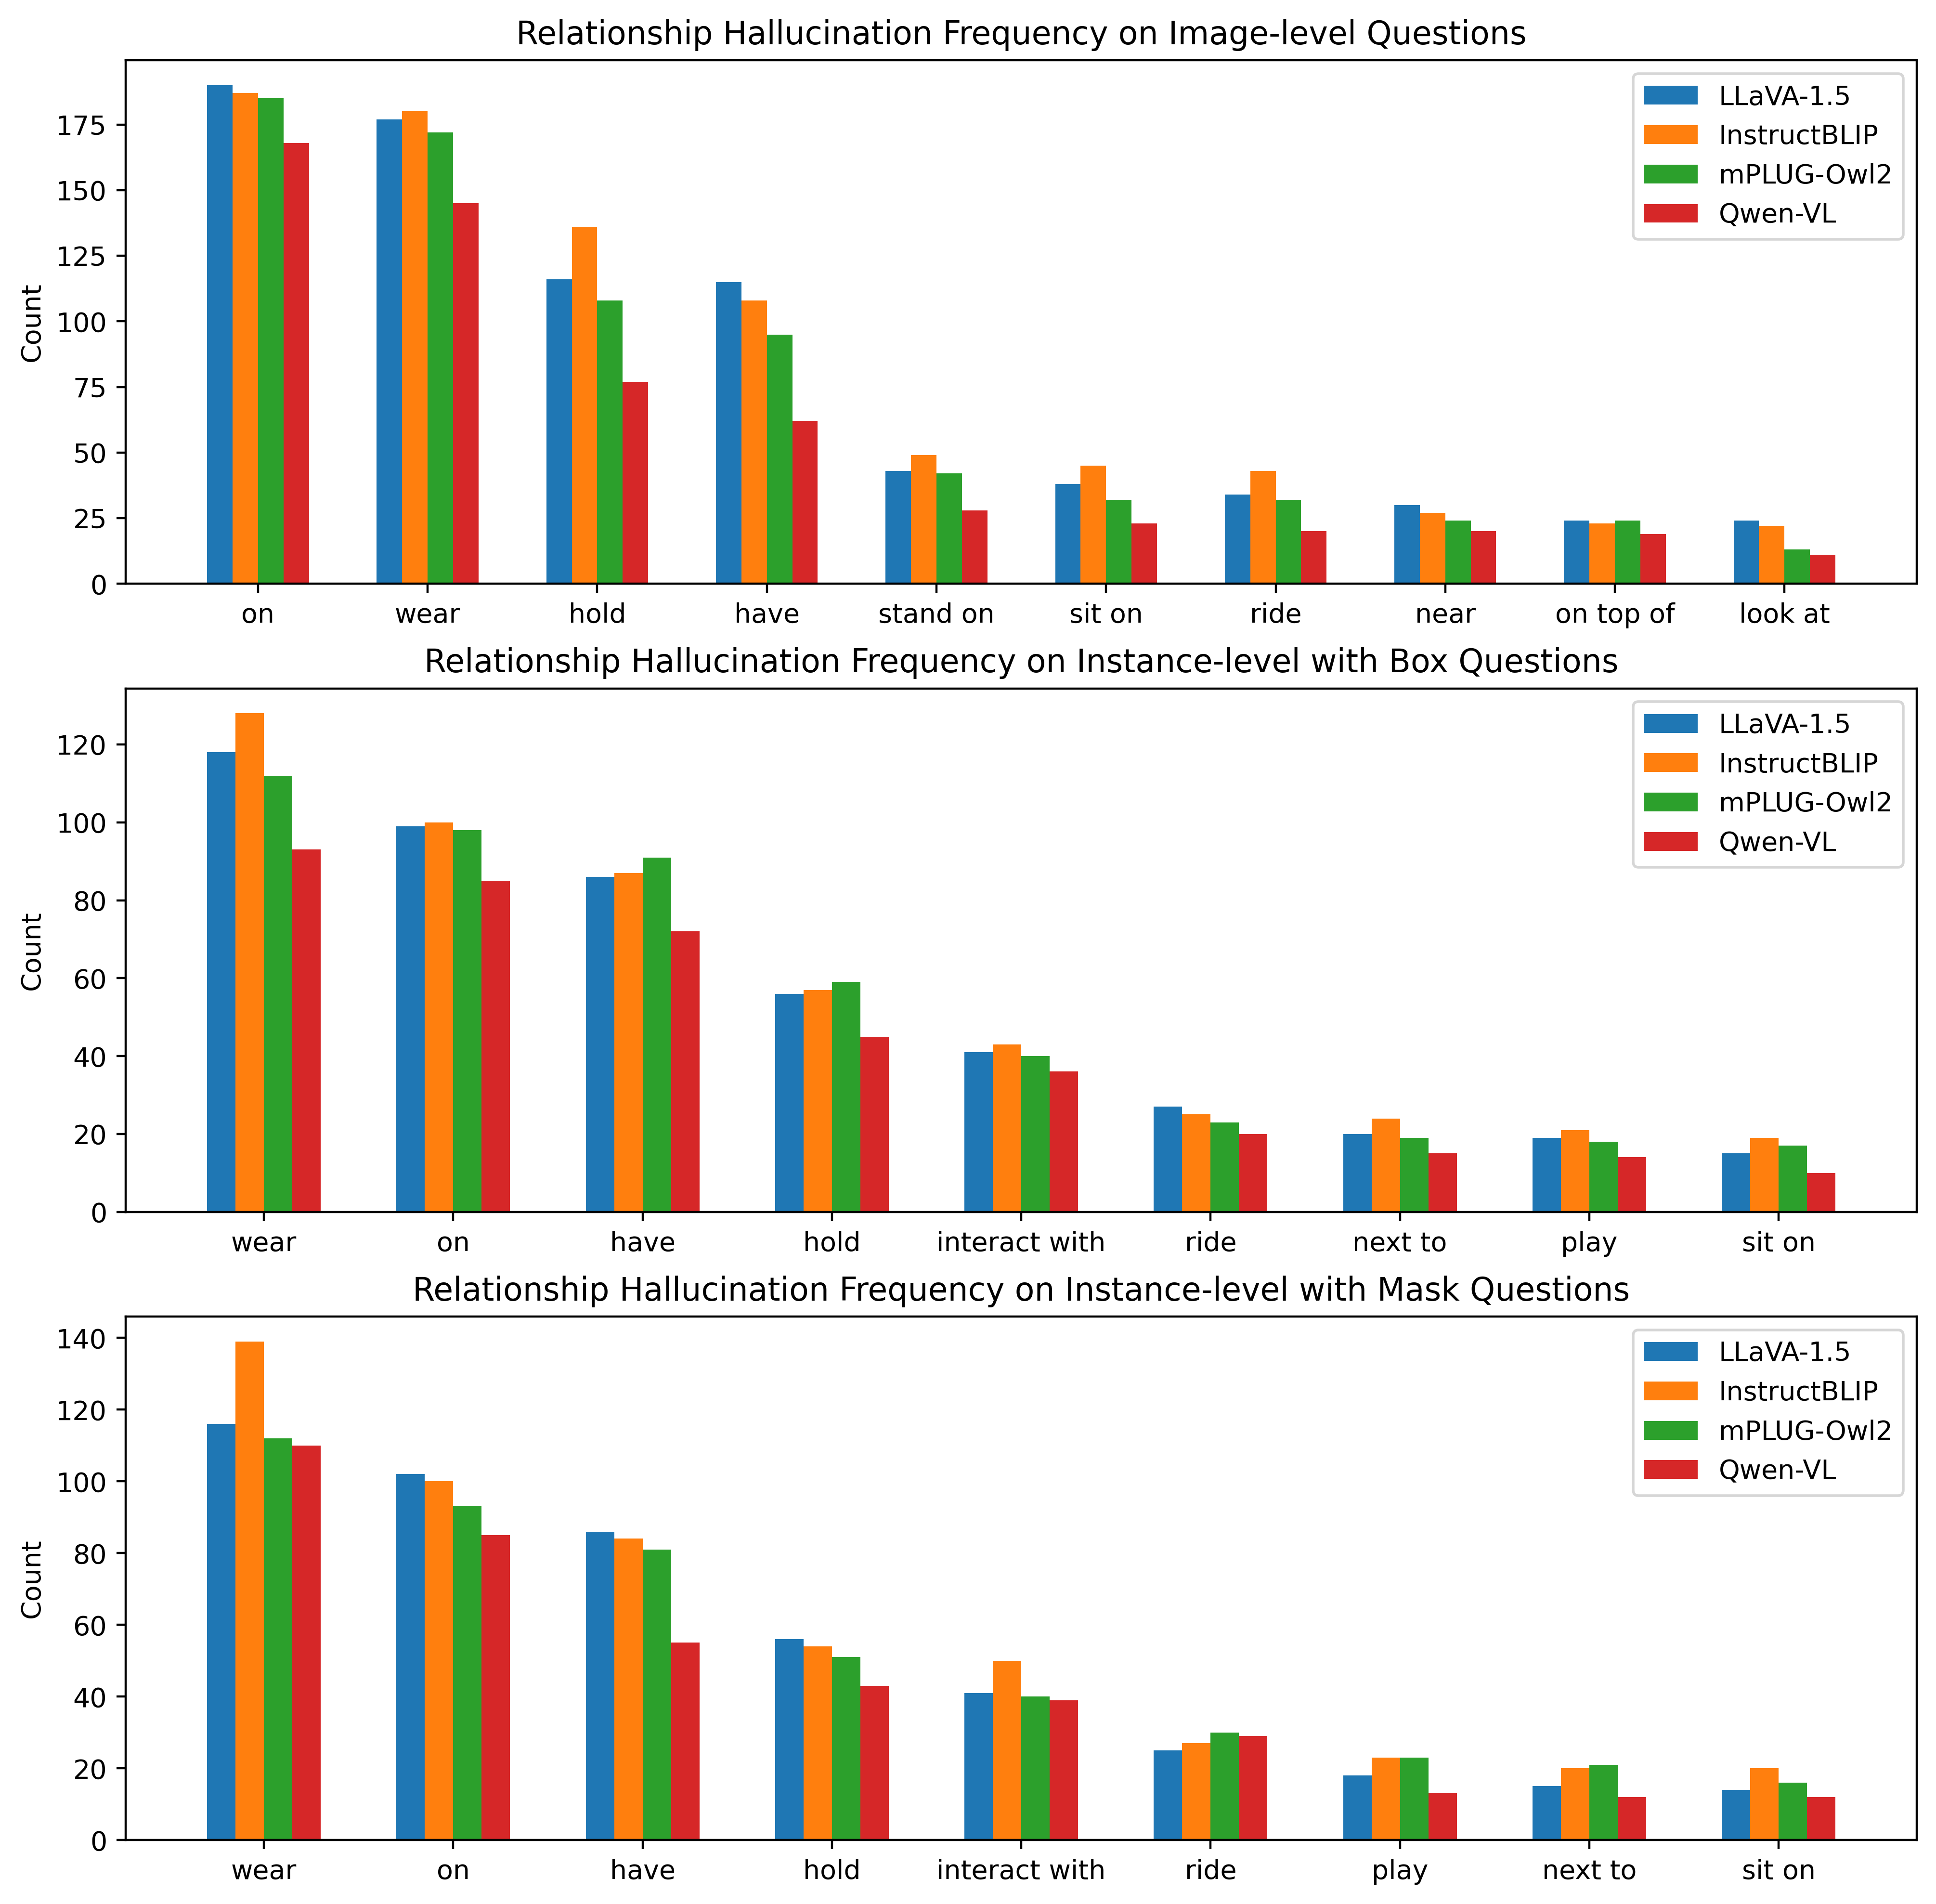 Relationship Hallucination Frequency on Image-level Questions
Count
175
150
125
100
75
50
25
0
LLaVA-1.5
InstructBLIP
mPLUG-Owl2
Qwen-VL
on wear hold have stand on sit on ride near on top of look at
Relationship Hallucination Frequency on Instance-level with Box Questions
Count
120
100
80
60
40
20
0
LLaVA-1.5
InstructBLIP
mPLUG-Owl2
Qwen-VL
wear on have hold interact with ride next to play sit on
Relationship Hallucination Frequency on Instance-level with Mask Questions
Count
140
120
100
80
60
40
20
0
LLaVA-1.5
InstructBLIP
mPLUG-Owl2
Qwen-VL
wear on have hold interact with ride play next to sit on